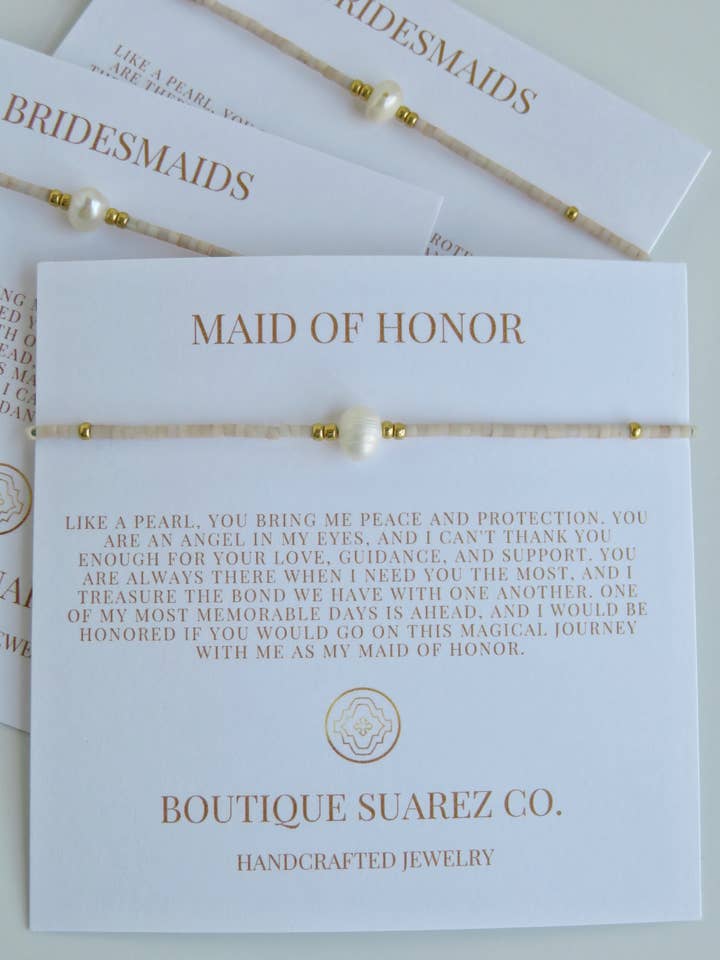 BRIDESMAIDS
LIKE A PEARL, YOU
ARE
BRIDESMAIDS
MAID OF HONOR
LIKE A PEARL, YOU BRING ME PEACE AND PROTECTION. YOU
ARE AN ANGEL IN MY EYES, AND I CAN'T THANK YOU
ENOUGH FOR YOUR LOVE, GUIDANCE, AND SUPPORT. YOU
ARE ALWAYS THERE WHEN I NEED YOU THE MOST, AND I
TREASURE THE BOND WE HAVE WITH ONE ANOTHER. ONE
OF MY MOST MEMORABLE DAYS IS AHEAD, AND I WOULD BE
HONORED IF YOU WOULD GO ON THIS MAGICAL JOURNEY
WITH ME AS MY MAID OF HONOR.
BOUTIQUE SUAREZ CO.
HANDCRAFTED JEWELRY